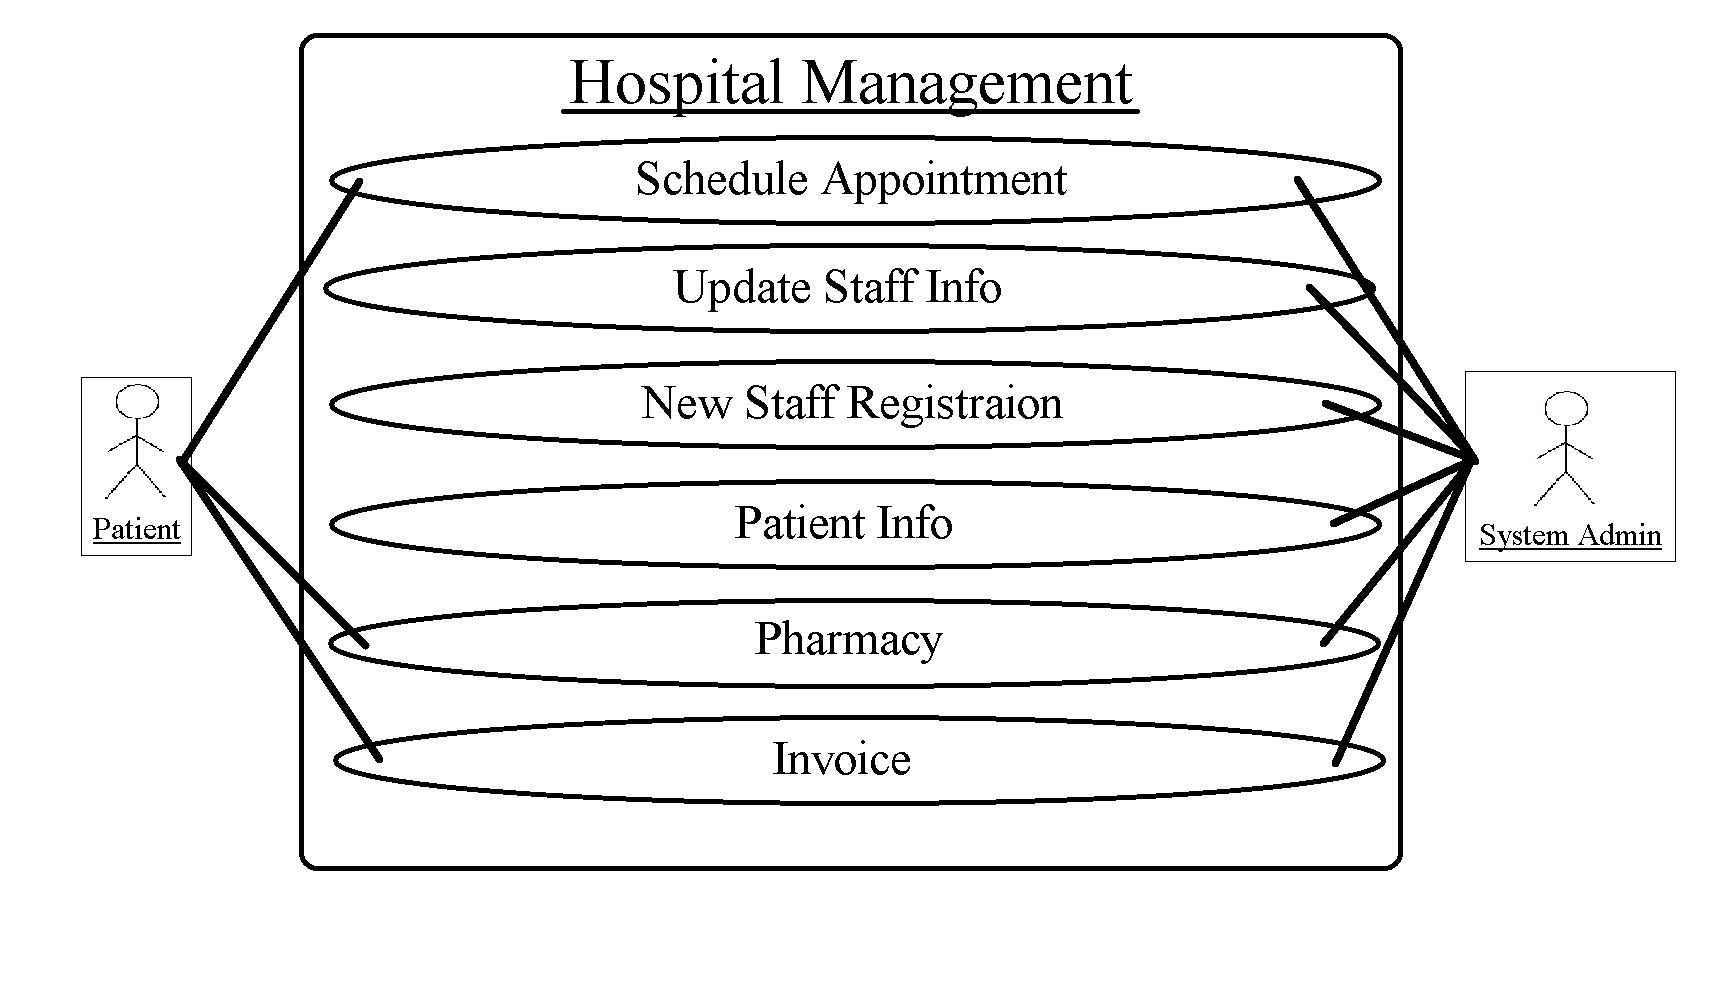 Hospital Management
Schedule Appointment
Update Staff Info
New Staff Registraion
Patient Info
Pharmacy
Invoice
Patient
System Admin